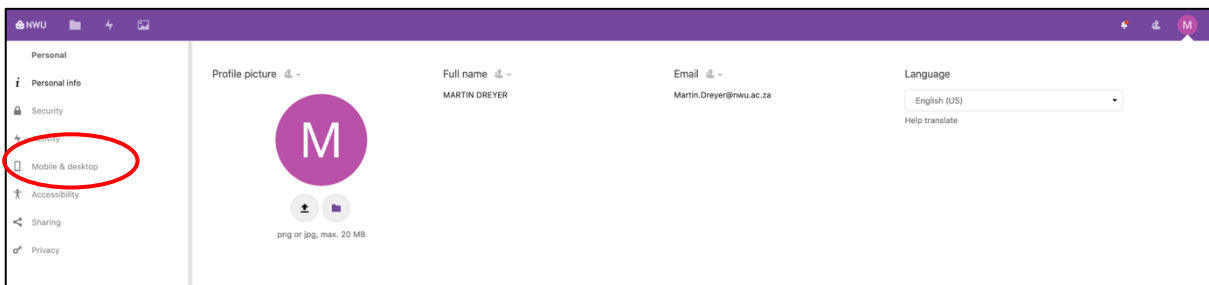 NWU
M
Personal
Personal info
Security
Activity
Mobile & desktop
Accessibility
Sharing
Privacy
Profile picture
M
png or jpg, max. 20 MB
Full name
MARTIN DREYER
Email
Martin.Dreyer@nwu.ac.za
Language
English (US)
Help translate